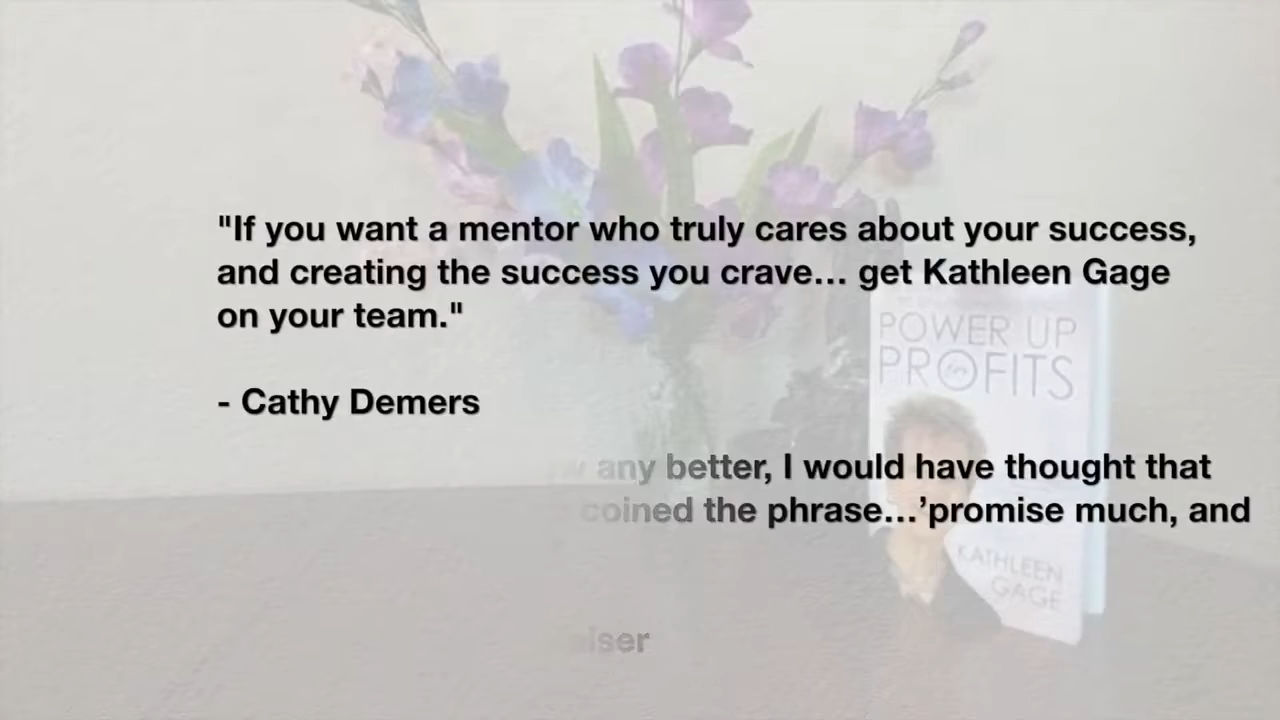 "If you want a mentor who truly cares about your success,
and creating the success you crave... get Kathleen Gage
on your team."
- Cathy Demers
POWER UP
PROFITS
any better, I would have thought that
coined the phrase...’promise much, and
KATHLEEN
GAGE